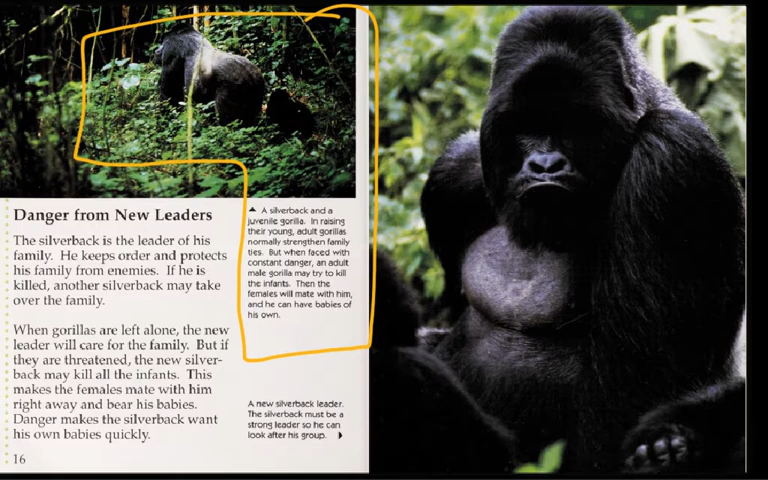 Danger from New Leaders
The silverback is the leader of his
family. He keeps order and protects
his family from enemies. If he is
killed, another silverback may take
over the family.
When gorillas are left alone, the new
leader will care for the family. But if
they are threatened, the new silver-
back may kill all the infants. This
makes the females mate with him
right away and bear his babies.
Danger makes the silverback want
his own babies quickly.
16
▲ A silverback and a
juvenile gorilla. In raising
their young, adult gorillas
normally strengthen family
ties. But when faced with
constant danger, an adult
male gorilla may try to kill
the infants. Then the
females will mate with him,
and he can have babies of
his own.
A new silverback leader.
The silverback must be a
strong leader so he can
look after his group. ▶